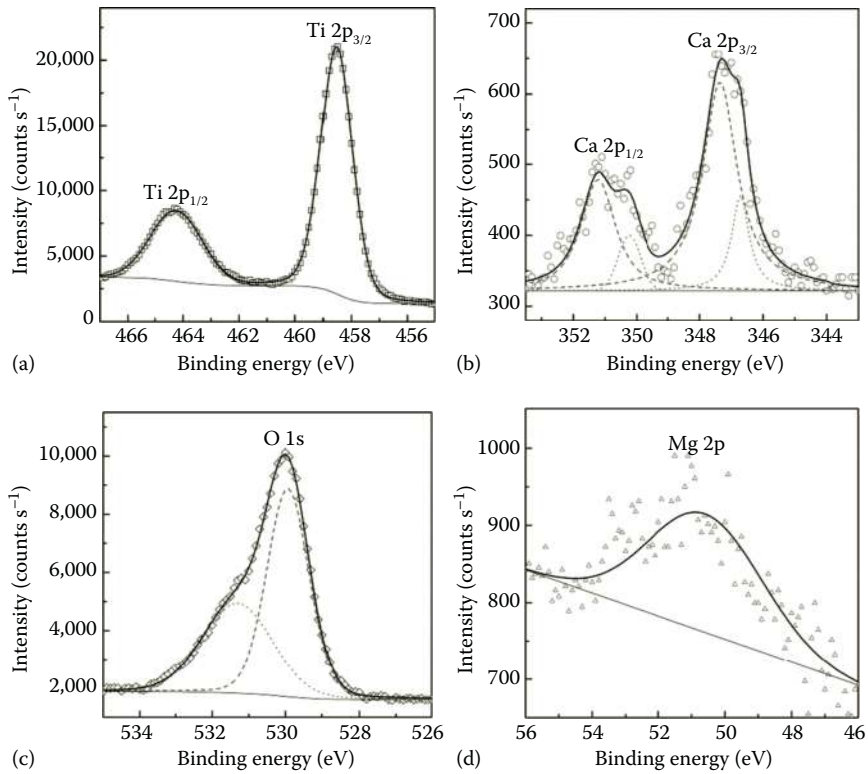 Ti 2p3/2
Ti 2p1/2
20,000
15,000
10,000
5,000
0
Intensity (counts s⁻¹)
466 464 462 460 458 456
Binding energy (eV)
(a)
Ca 2p3/2
Ca 2p1/2
700
600
500
400
300
Intensity (counts s⁻¹)
352 350 348 346 344
Binding energy (eV)
(b)
O 1s
10,000
8,000
6,000
4,000
2,000
Intensity (counts s⁻¹)
534 532 530 528 526
Binding energy (eV)
(c)
Mg 2p
1000
900
800
700
Intensity (counts s⁻¹)
56 54 52 50 48 46
Binding energy (eV)
(d)